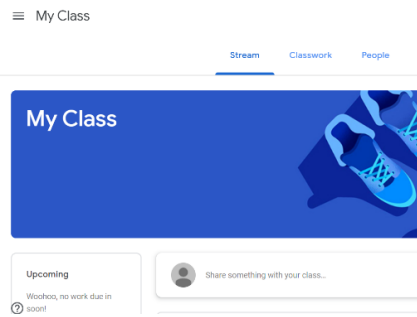 My Class
Stream Classwork People
My Class
Upcoming
Woohoo, no work due in
soon!
Share something with your class...
?